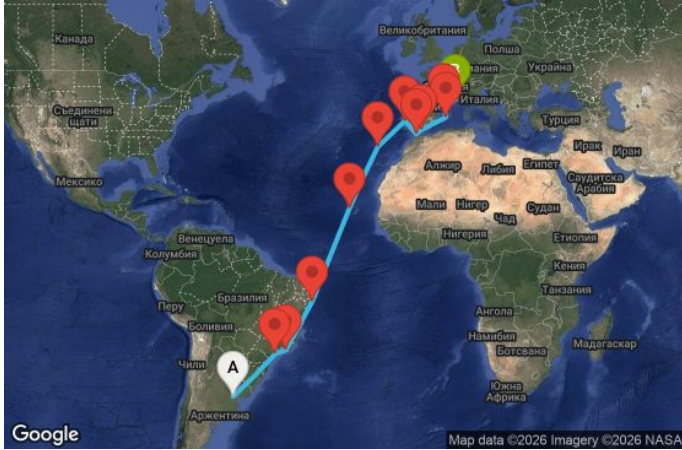 Великобритания
Канада
Полша
мания
Украйна
Италия
Съединени
щати
Турция
Ирак
Иран
Алжир
Либия
Египет
Саудитска
Арабия
Мексико
Мали
Нигер
Чад
Судан
Венецуела
Нигерия
Етиопия
Колумбия
Кения
Бразилия
Танзания
Перу
Ангола
Боливия
Намибия
Мадагаскар
Ботсвана
Чили
A
Южна
Африка
Аржентина
Google
Map data ©2026 Imagery ©2026 NASA